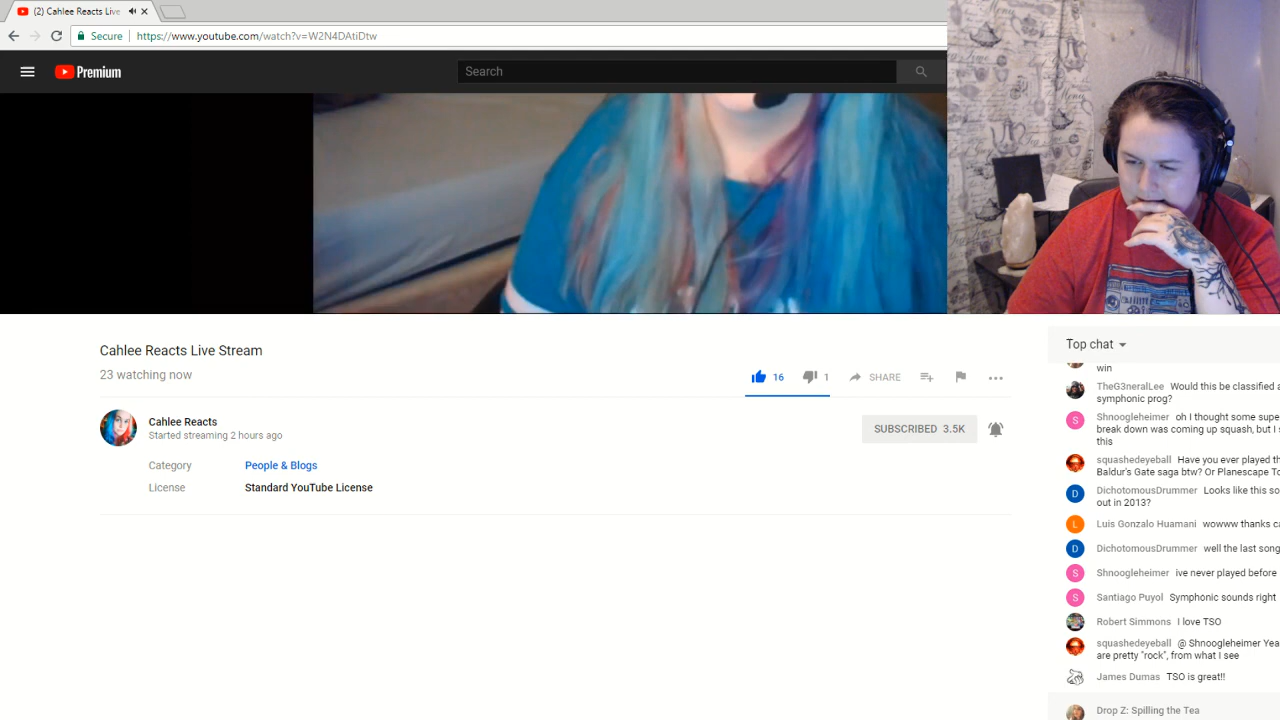 (2) Cahlee Reacts Live
Secure
https://www.youtube.com/watch?v=W2N4DAtiDtw
Premium
Search
Cahlee Reacts Live Stream
23 watching now
16
1
SHARE
Cahlee Reacts
Started streaming 2 hours ago
SUBSCRIBED 3.5K
Category People & Blogs
License Standard YouTube License
Top chat
win
TheG3neralLee Would this be classified a
symphonic prog?
Shnoogleheimer oh I thought some supe
break down was coming up squash, but I s
this
squashedeyeball Have you ever played th
Baldur's Gate saga btw? Or Planescape To
D
DichotomousDrummer Looks like this so
out in 2013?
L
Luis Gonzalo Huamani wowww thanks ca
D
DichotomousDrummer well the last song
S
Shnoogleheimer ive never played before
S
Santiago Puyol Symphonic sounds right
Robert Simmons I love TSO
squashedeyeball @ Shnoogleheimer Yea
are pretty "rock", from what I see
James Dumas TSO is great!!
Drop Z: Spilling the Tea